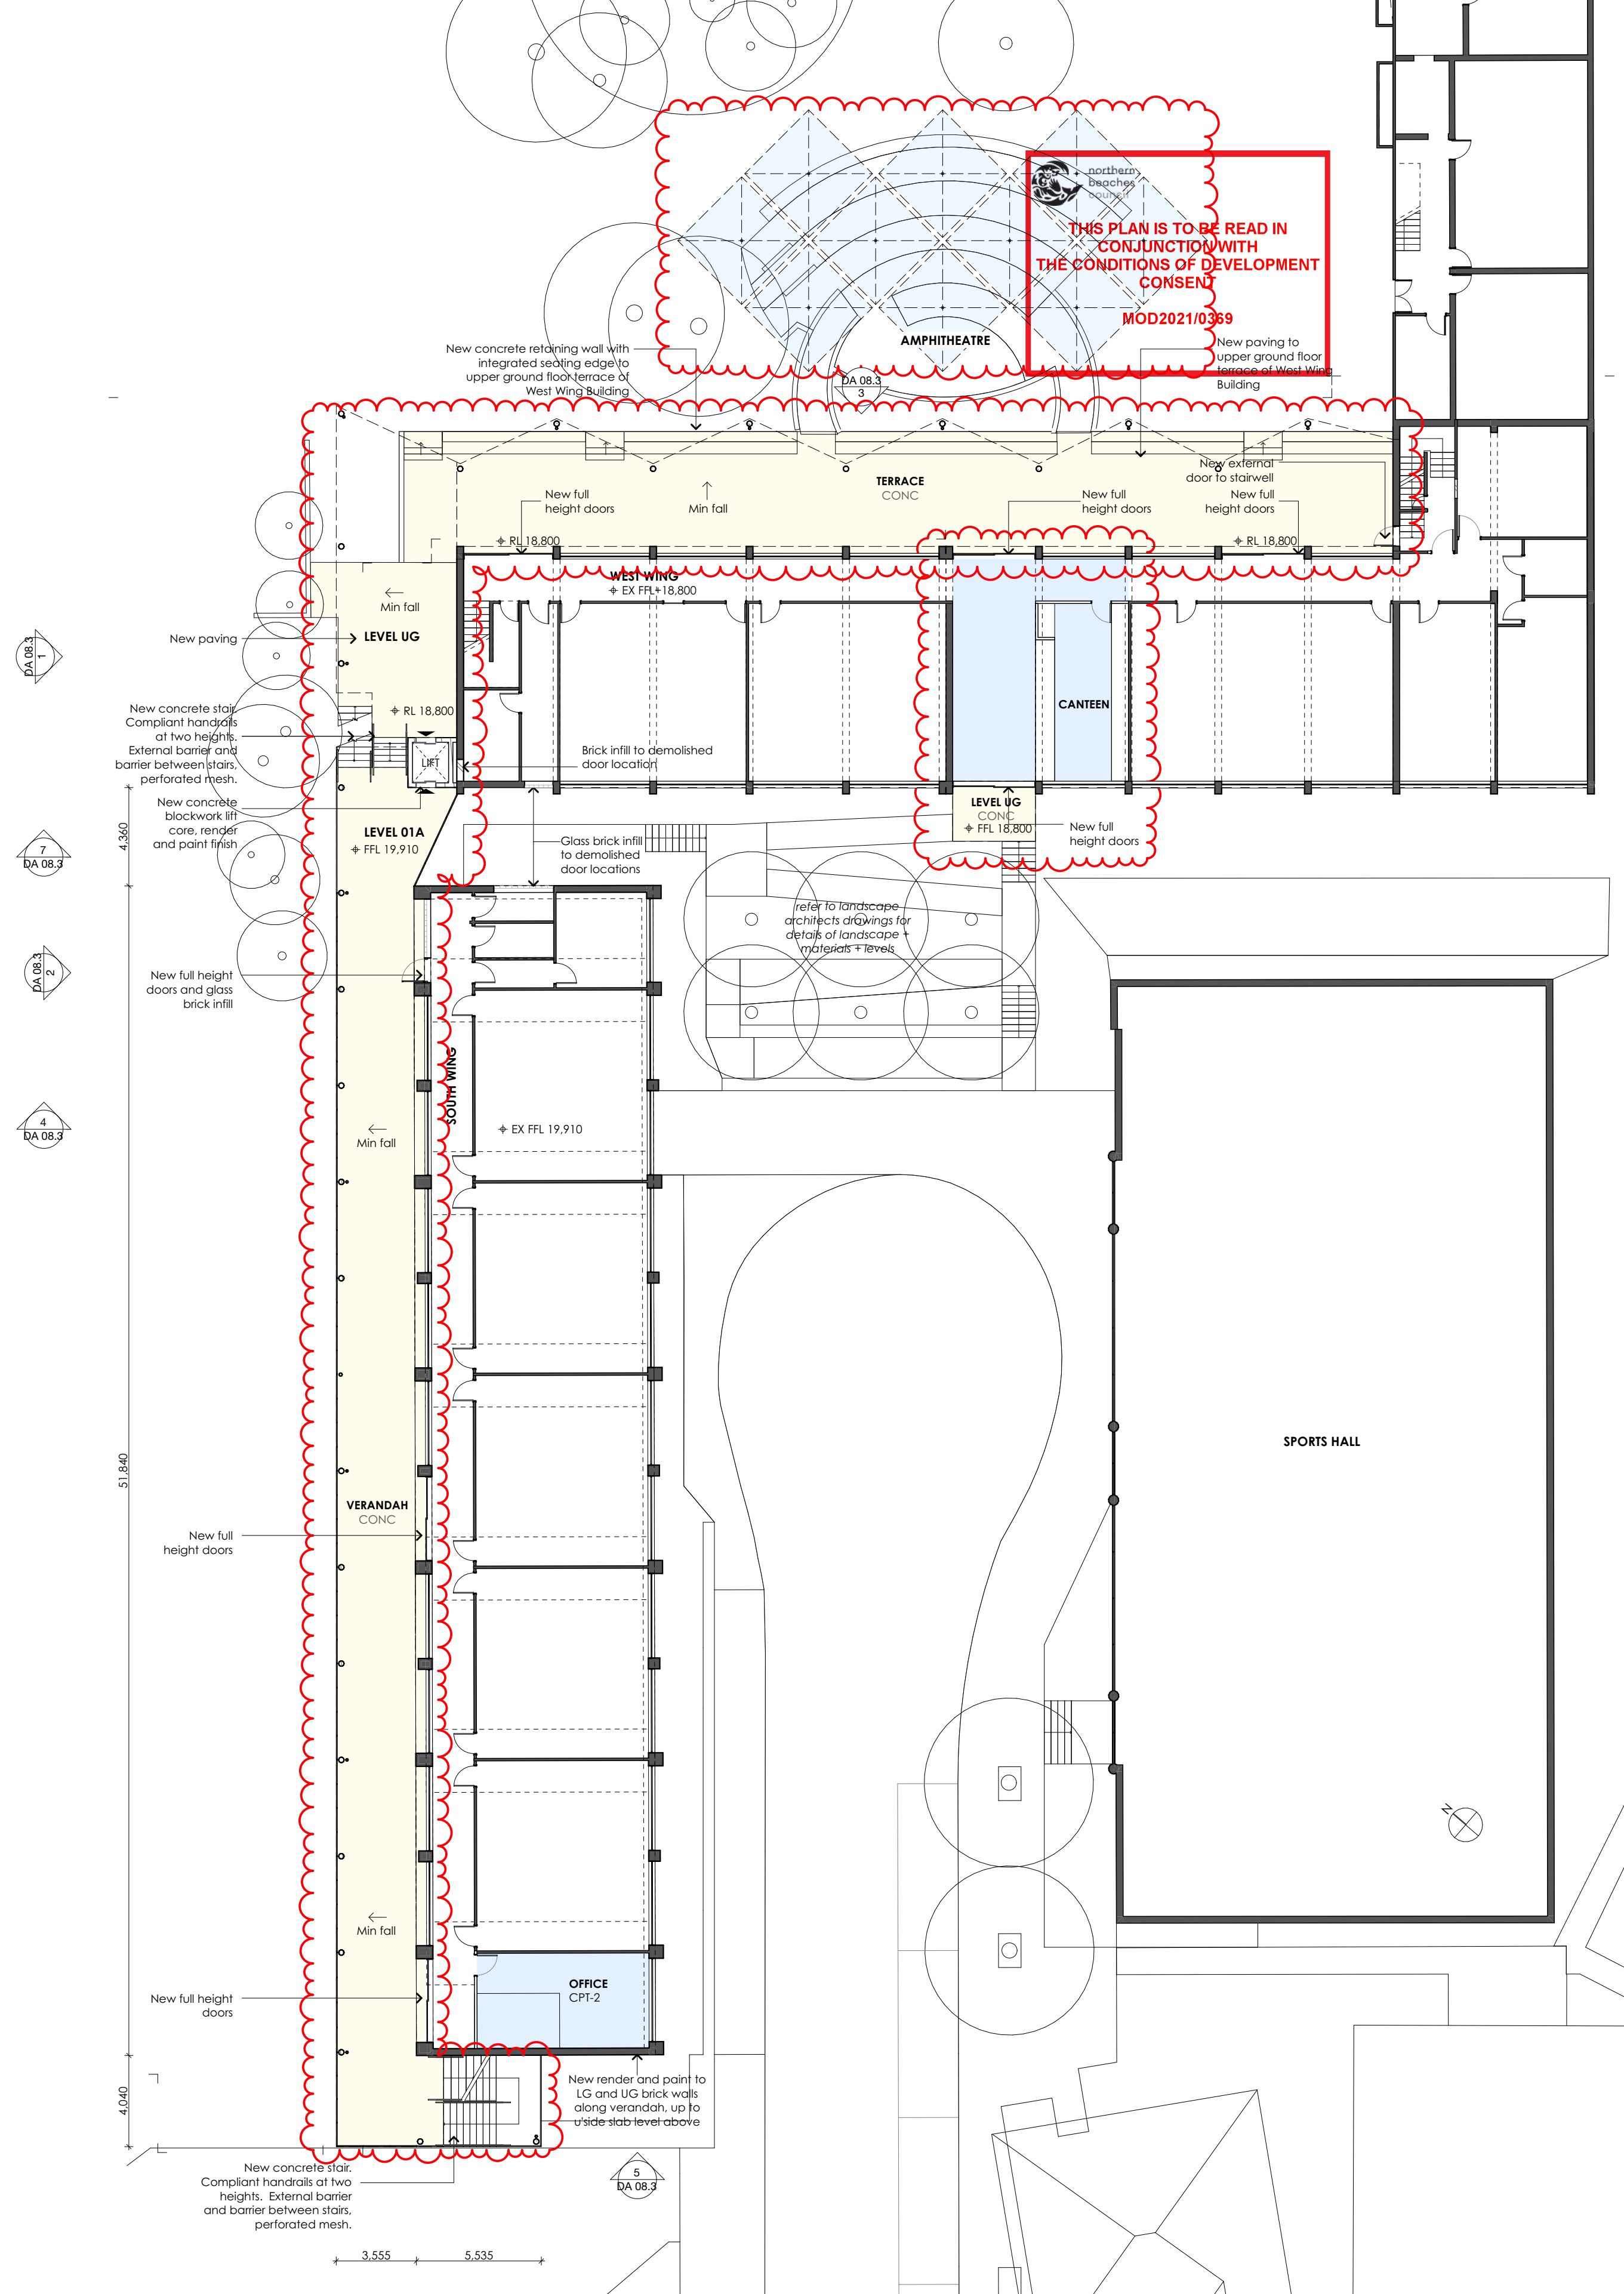 northern
beaches
council
THIS PLAN IS TO BE READ IN
CONJUNCTION WITH
THE CONDITIONS OF DEVELOPMENT
CONSENT
MOD2021/0369
AMPHITHEATRE
New concrete retaining wall with
integrated seating edge to
upper ground floor terrace of
West Wing Building
New paving to
upper ground floor
terrace of West Wing
Building
DA 08.3
3
TERRACE
CONC
New external
door to stairwell
New full
height doors
Min fall
New full
height doors
New full
height doors
RL 18,800
RL 18,800
WEST WING
EX FFL+18,800
Min fall
LEVEL UG
New paving
DA 08.3
1
RL 18,800
New concrete stair.
Compliant handrails
at two heights.
External barrier and
barrier between stairs,
perforated mesh.
LIFT
CANTEEN
Brick infill to demolished
door location
New concrete
blockwork lift
core, render
and paint finish
LEVEL 01A
FFL 19,910
LEVEL UG
CONC
FFL 18,800
New full
height doors
4,360
7
DA 08.3
Glass brick infill
to demolished
door locations
refer to landscape
architects drawings for
details of landscape +
materials + levels
DA 08.3
2
New full height
doors and glass
brick infill
SOUTH WING
4
DA 08.3
Min fall
EX FFL 19,910
SPORTS HALL
51,840
VERANDAH
CONC
New full
height doors
N
Min fall
OFFICE
CPT-2
New full height
doors
4,040
New render and paint to
LG and UG brick walls
along verandah, up to
u'side slab level above
New concrete stair.
Compliant handrails at two
heights. External barrier
and barrier between stairs,
perforated mesh.
5
DA 08.3
3,555
5,535